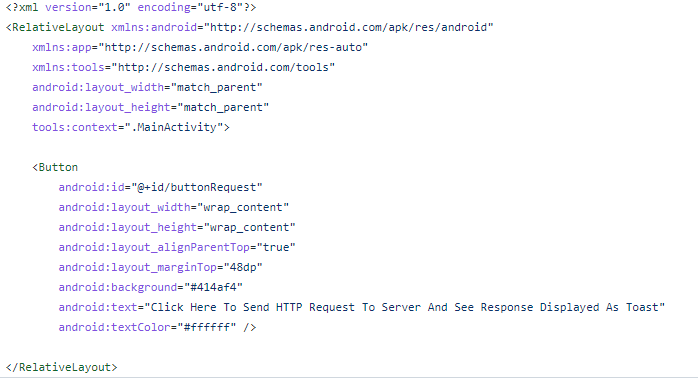 <?xml version="1.0" encoding="utf-8"?>
<RelativeLayout xmlns:android="http://schemas.android.com/apk/res/android"
    xmlns:app="http://schemas.android.com/apk/res-auto"
    xmlns:tools="http://schemas.android.com/tools"
    android:layout_width="match_parent"
    android:layout_height="match_parent"
    tools:context=".MainActivity">

    <Button
        android:id="@+id/buttonRequest"
        android:layout_width="wrap_content"
        android:layout_height="wrap_content"
        android:layout_alignParentTop="true"
        android:layout_marginTop="48dp"
        android:background="#414af4"
        android:text="Click Here To Send HTTP Request To Server And See Response Displayed As Toast"
        android:textColor="#ffffff" />

</RelativeLayout>